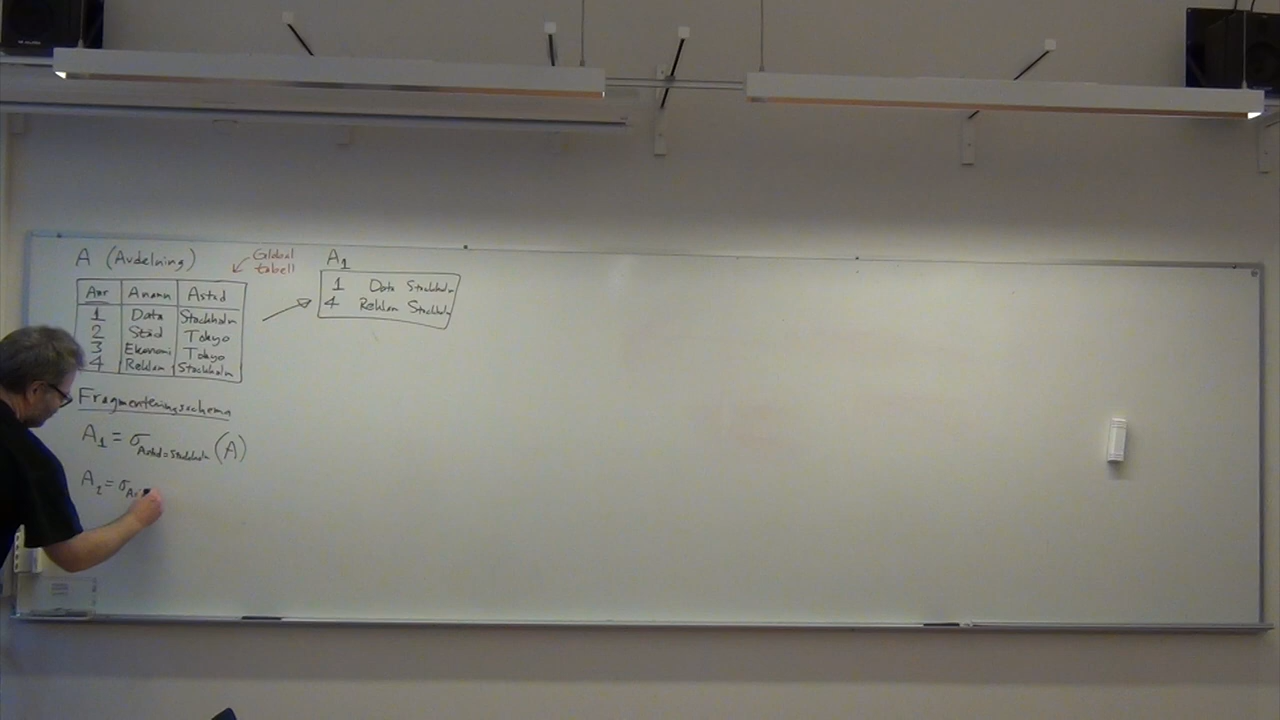 A (Avdelning)
Global
tabell
Anr Anamn Astad
1 Data Stockholm
2 Städ Tokyo
3 Ekonomi Tokyo
4 Reklam Stockholm
A1
1 Data Stockholm
4 Reklam Stockholm
Fragmenteringsschema
A1 = σAstad=Stockholm (A)
A2 = σAs